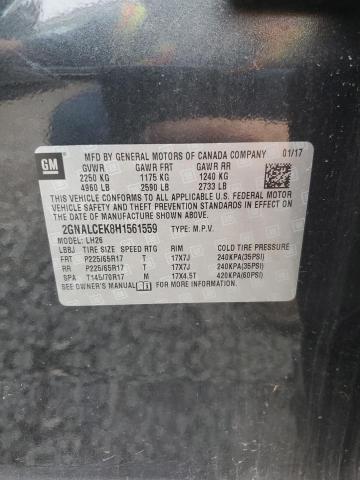 GM
MFD BY GENERAL MOTORS OF CANADA COMPANY 01/17
GVWR GAWR FRT GAWR RR
2250 KG 1175 KG 1240 KG
4960 LB 2590 LB 2733 LB
THIS VEHICLE CONFORMS TO ALL APPLICABLE U.S. FEDERAL MOTOR
VEHICLE SAFETY AND THEFT PREVENTION STANDARDS IN EFFECT
ON THE DATE OF MANUFACTURE SHOWN ABOVE.
2GNALCEK8H1561559 TYPE: M.P.V.
MODEL: LH26
LBBJ TIRE SIZE SPEED RTG RIM COLD TIRE PRESSURE
FRT P225/65R17 T 17X7J 240KPA(35PSI)
RR P225/65R17 T 17X7J 240KPA(35PSI)
SPA T145/70R17 M 17X4.5T 420KPA(60PSI)
SEE OWNER'S MANUAL FOR MORE INFORMATION.